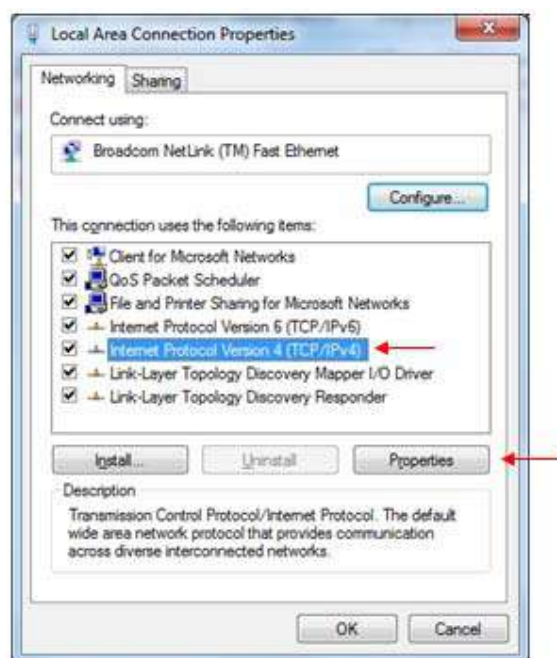 Local Area Connection Properties
Networking
Sharing
Connect using:
Broadcom NetLink (TM) Fast Ethernet
Configure...
This connection uses the following items:
Client for Microsoft Networks
QoS Packet Scheduler
File and Printer Sharing for Microsoft Networks
Internet Protocol Version 6 (TCP/IPv6)
Internet Protocol Version 4 (TCP/IPv4)
Link-Layer Topology Discovery Mapper I/O Driver
Link-Layer Topology Discovery Responder
Install...
Uninstall
Properties
Description
Transmission Control Protocol/Internet Protocol. The default
wide area network protocol that provides communication
across diverse interconnected networks.
OK
Cancel